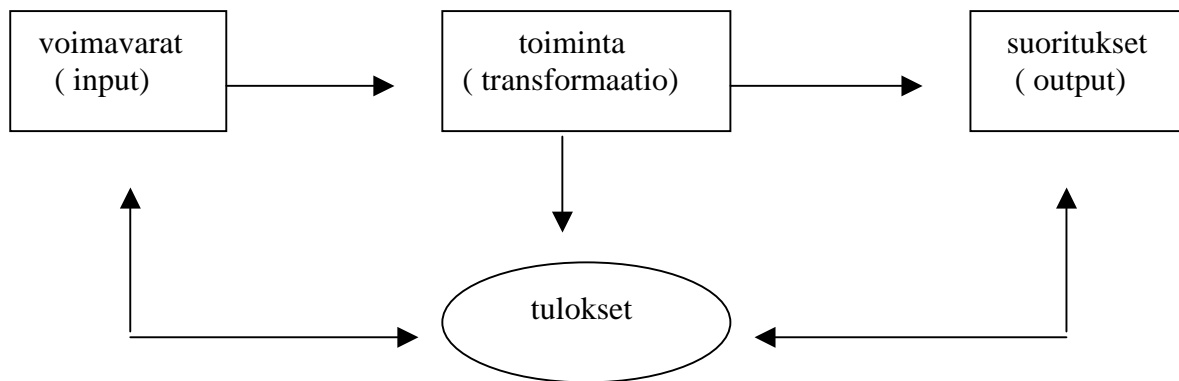 voimavarat
( input)
toiminta
( transformaatio)
suoritukset
( output)
tulokset